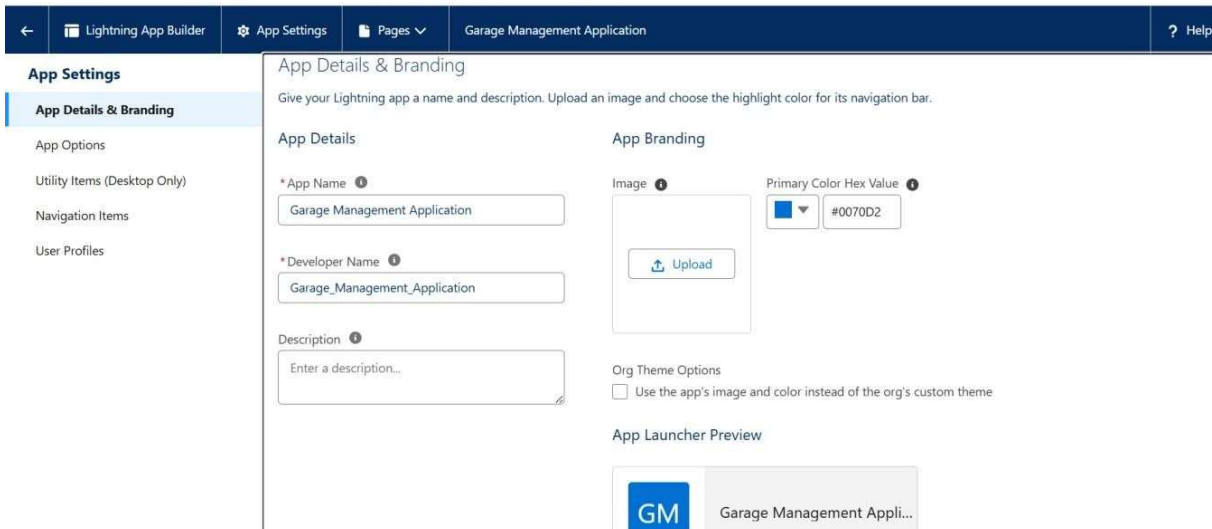 Lightning App Builder App Settings Pages Garage Management Application ? Help
App Settings
App Details & Branding
App Options
Utility Items (Desktop Only)
Navigation Items
User Profiles
App Details & Branding
Give your Lightning app a name and description. Upload an image and choose the highlight color for its navigation bar.
App Details
*App Name
Garage Management Application
*Developer Name
Garage_Management_Application
Description
Enter a description...
App Branding
Image
Upload
Primary Color Hex Value
#0070D2
Org Theme Options
Use the app's image and color instead of the org's custom theme
App Launcher Preview
GM
Garage Management Appli...